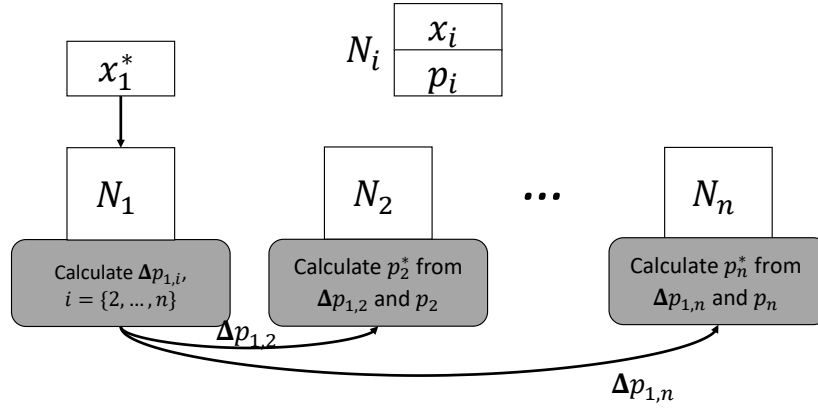 x_1^*
N_i
x_i
p_i
N_1
N_2
...
N_n
Calculate Δp_{1,i},
i = {2, ..., n}
Calculate p_2^* from
Δp_{1,2} and p_2
Calculate p_n^* from
Δp_{1,n} and p_n
Δp_{1,2}
Δp_{1,n}